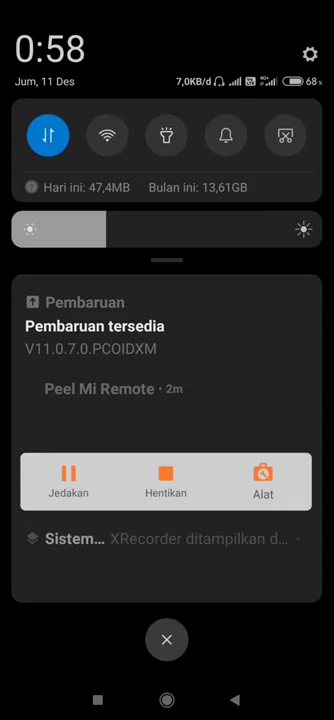 0:58
Jum, 11 Des
7,0KB/d
4G+
68%
Hari ini: 47,4MB
Bulan ini: 13,61GB
Pembaruan
Pembaruan tersedia
V11.0.7.0.PCOIDXM
Peel Mi Remote • 2m
Jedakan
Hentikan
Alat
Sistem... XRecorder ditampilkan d...